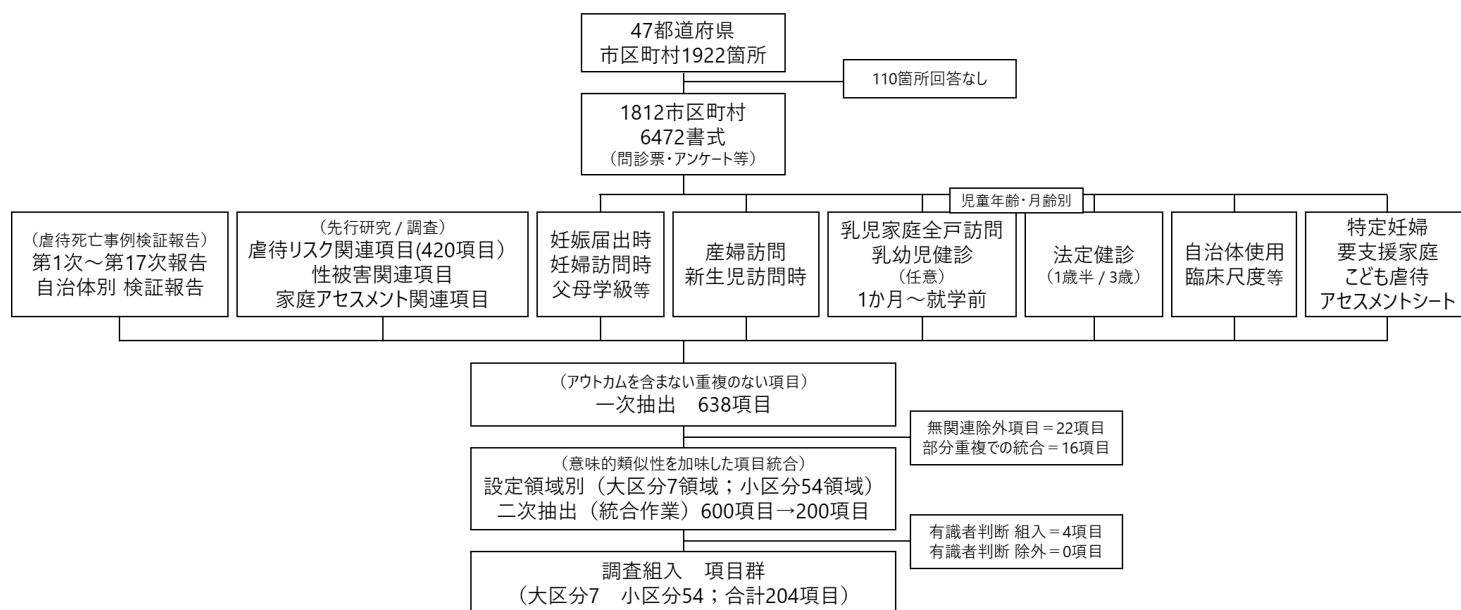 47都道府県
市区町村1922箇所
110箇所回答なし
1812市区町村
6472書式
(問診票・アンケート等)
児童年齢・月齢別
(虐待死亡事例検証報告)
第1次～第17次報告
自治体別 検証報告
(先行研究 / 調査)
虐待リスク関連項目(420項目)
性被害関連項目
家庭アセスメント関連項目
妊娠届出時
妊婦訪問時
父母学級等
産婦訪問
新生児訪問時
乳児家庭全戸訪問
乳幼児健診
(任意)
1か月～就学前
法定健診
(1歳半 / 3歳)
自治体使用
臨床尺度等
特定妊婦
要支援家庭
こども虐待
アセスメントシート
(アウトカムを含まない重複のない項目)
一次抽出　638項目
無関連除外項目＝22項目
部分重複での統合＝16項目
(意味的類似性を加味した項目統合)
設定領域別（大区分7領域；小区分54領域）
二次抽出（統合作業）600項目→200項目
有識者判断 組入＝4項目
有識者判断 除外＝0項目
調査組入　項目群
（大区分7　小区分54；合計204項目）